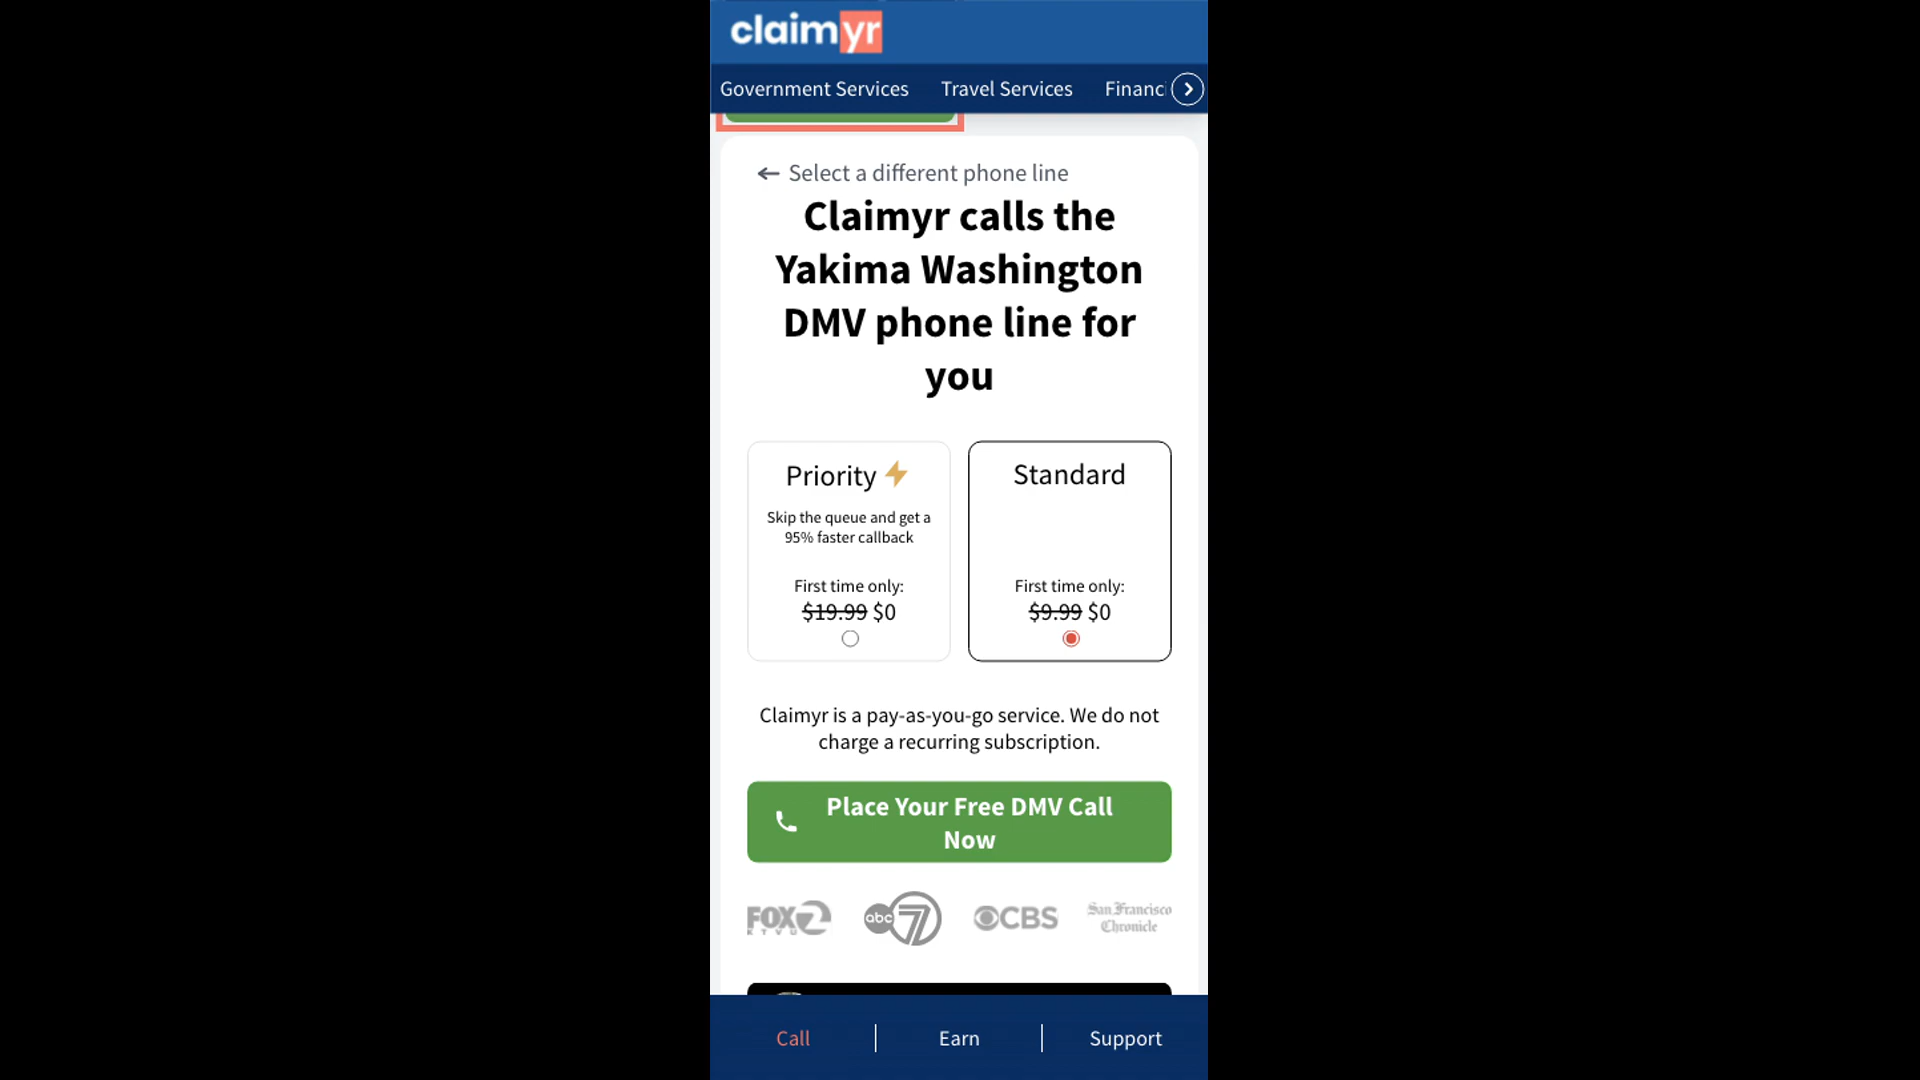 claimyr
Government Services Travel Services Financ
Select a different phone line
Claimyr calls the
Yakima Washington
DMV phone line for
you
Priority
Skip the queue and get a
95% faster callback
First time only:
$19.99 $0
Standard
First time only:
$9.99 $0
Claimyr is a pay-as-you-go service. We do not
charge a recurring subscription.
Place Your Free DMV Call
Now
FOX 2
KTVU
abc 7
CBS
San Francisco
Chronicle
Call | Earn | Support